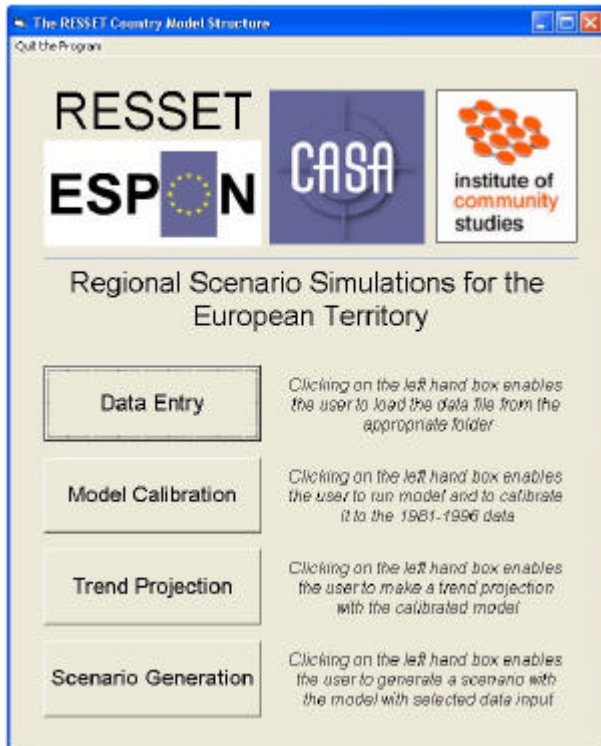 The RESSET Country Model Structure
Quit the Program
RESSET
ESPON
CASA
institute of
community
studies
Regional Scenario Simulations for the
European Territory
Data Entry
Clicking on the left hand box enables
the user to load the data file from the
appropriate folder
Model Calibration
Clicking on the left hand box enables
the user to run model and to calibrate
it to the 1981-1996 data
Trend Projection
Clicking on the left hand box enables
the user to make a trend projection
with the calibrated model
Scenario Generation
Clicking on the left hand box enables
the user to generate a scenario with
the model with selected data input